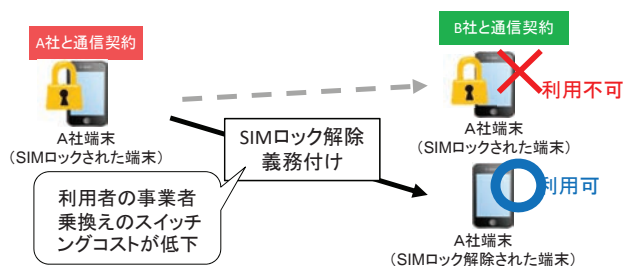 A社と通信契約
A社端末
(SIMロックされた端末)
SIMロック解除
義務付け
利用者の事業者
乗換えのスイッチ
ングコストが低下
B社と通信契約
利用不可
A社端末
(SIMロックされた端末)
利用可
A社端末
(SIMロック解除された端末)